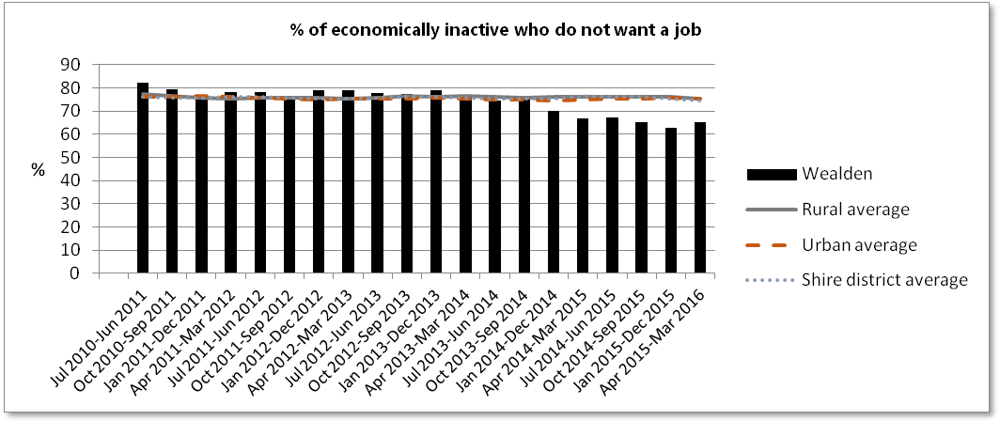 % of economically inactive who do not want a job
90
80
70
60
50
40
30
20
10
0
%
Jul 2010-Jun 2011
Oct 2010-Sep 2011
Jan 2011-Dec 2011
Apr 2011-Mar 2012
Jul 2011-Jun 2012
Oct 2011-Sep 2012
Jan 2012-Dec 2012
Apr 2012-Mar 2013
Jul 2012-Jun 2013
Oct 2012-Sep 2013
Jan 2013-Dec 2013
Apr 2013-Mar 2014
Jul 2013-Jun 2014
Oct 2013-Sep 2014
Jan 2014-Dec 2014
Apr 2014-Mar 2015
Jul 2014-Jun 2015
Oct 2014-Sep 2015
Jan 2015-Dec 2015
Apr 2015-Mar 2016
Wealden
Rural average
Urban average
Shire district average